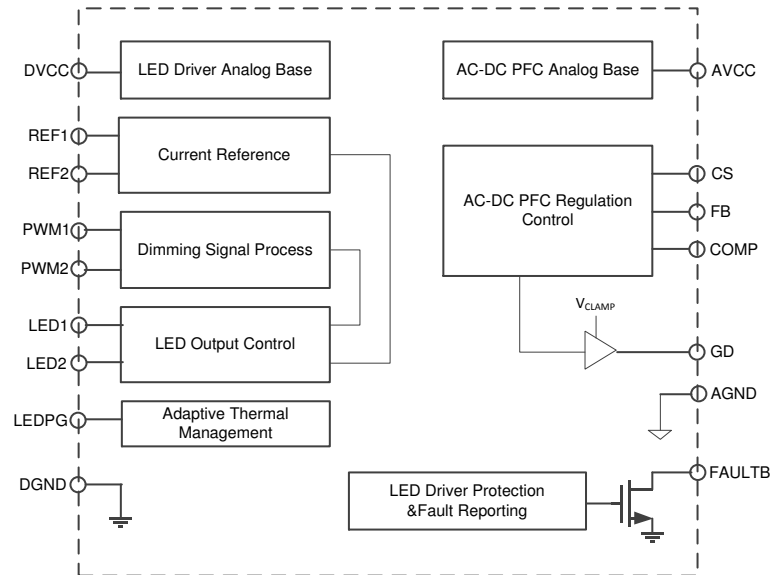 DVCC
LED Driver Analog Base
AC-DC PFC Analog Base
AVCC
REF1
REF2
Current Reference
AC-DC PFC Regulation
Control
CS
FB
COMP
PWM1
PWM2
Dimming Signal Process
LED1
LED2
LED Output Control
VCLAMP
GD
AGND
LEDPG
Adaptive Thermal
Management
DGND
LED Driver Protection
&Fault Reporting
FAULTB